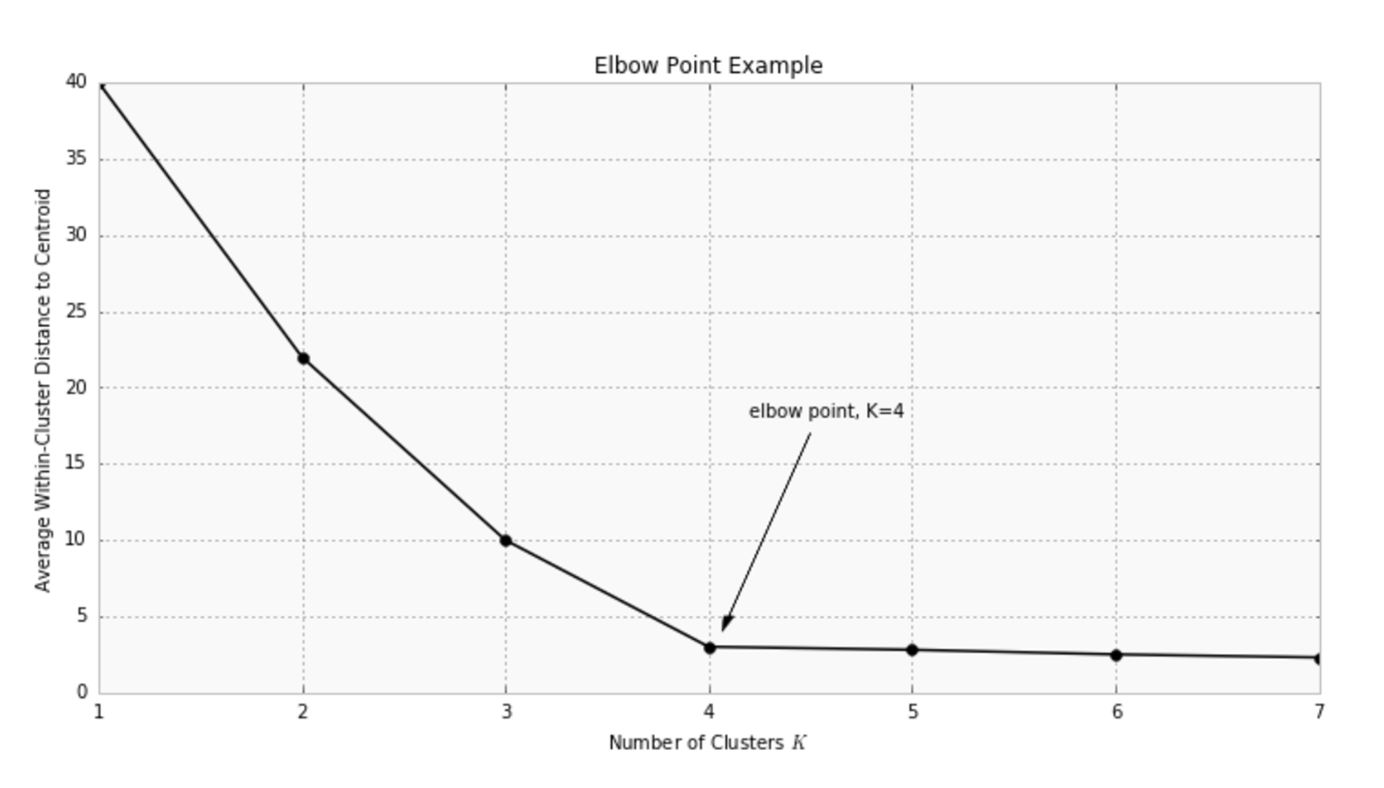 Elbow Point Example
40
35
30
25
20
15
10
5
0
Average Within-Cluster Distance to Centroid
elbow point, K=4
1 2 3 4 5 6 7
Number of Clusters K